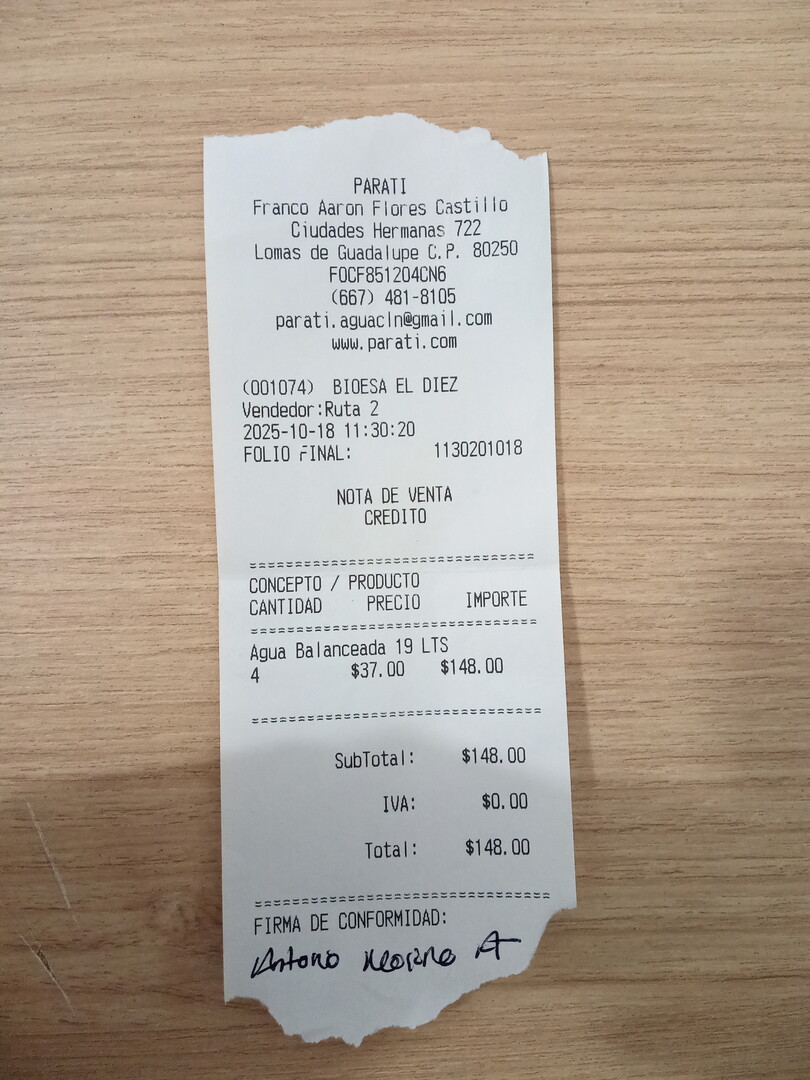 PARATI
Franco Aaron Flores Castillo
Ciudades Hermanas 722
Lomas de Guadalupe C.P. 80250
FOCF851204CN6
(667) 481-8105
parati.aguacln@gmail.com
www.parati.com
(001074) BIOESA EL DIEZ
Vendedor:Ruta 2
2025-10-18 11:30:20
FOLIO FINAL: 1130201018
NOTA DE VENTA
CREDITO
CONCEPTO / PRODUCTO
CANTIDAD PRECIO IMPORTE
Agua Balanceada 19 LTS
4 $37.00 $148.00
SubTotal: $148.00
IVA: $0.00
Total: $148.00
FIRMA DE CONFORMIDAD:
Antono A